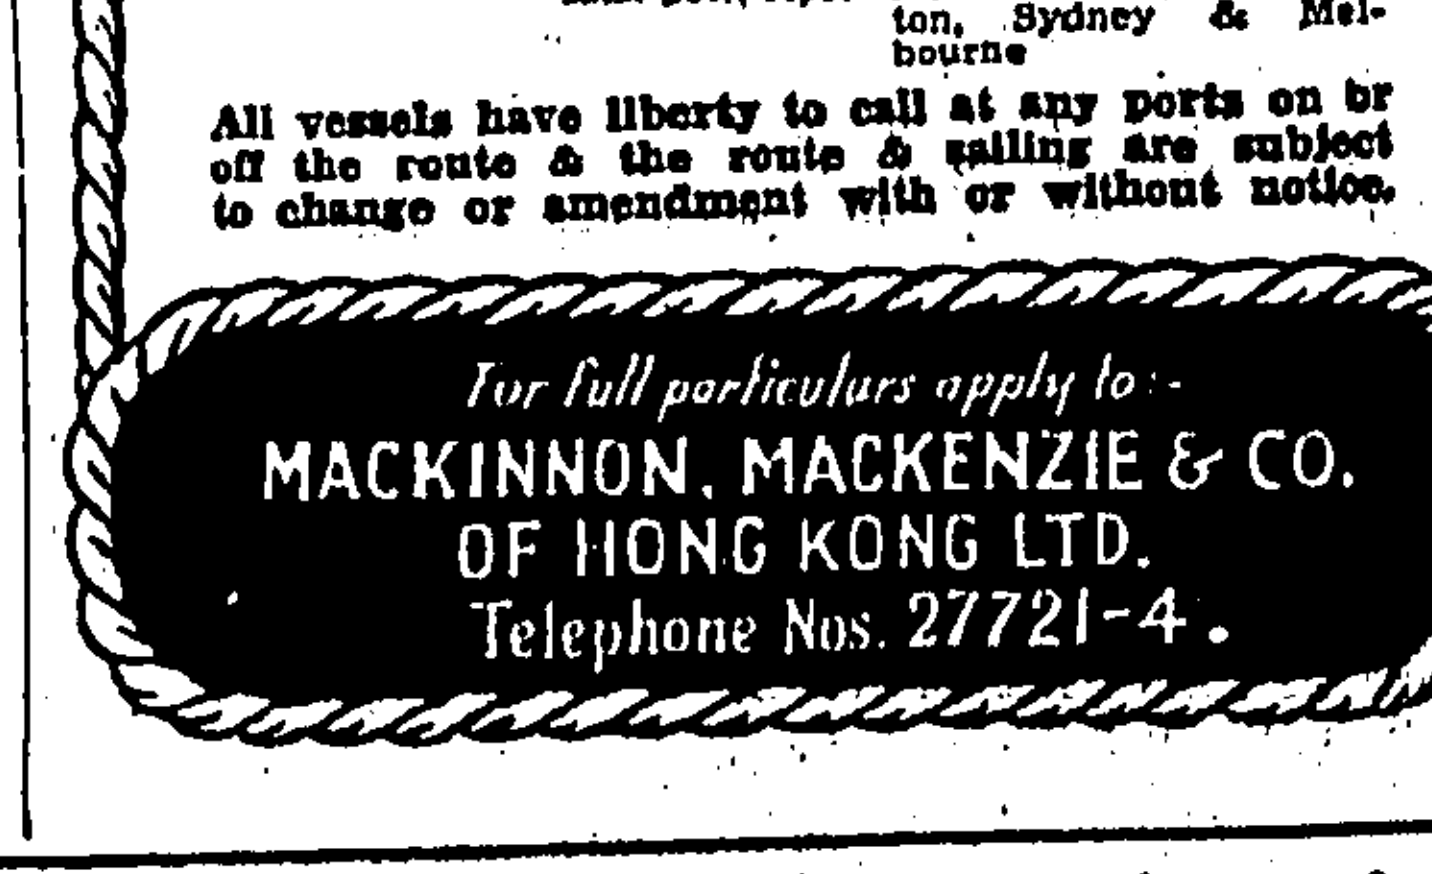 ton, Sydney & Mel-
bourne
All vessels have liberty to call at any ports on or
off the route & the route & sailing are subject
to change or amendment with or without notice.
For full particulars apply to:-
MACKINNON, MACKENZIE & CO.
OF HONG KONG LTD.
Telephone Nos. 27721-4.